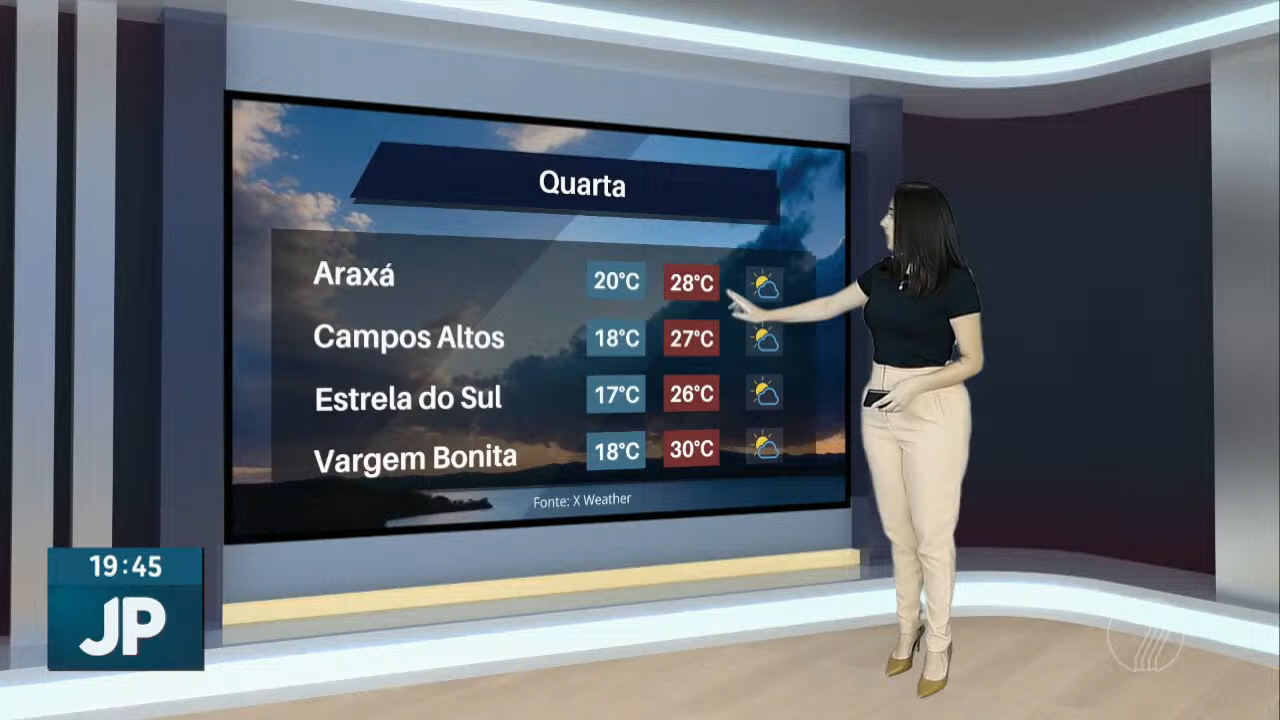 Quarta
Araxá 20°C 28°C
Campos Altos 18°C 27°C
Estrela do Sul 17°C 26°C
Vargem Bonita 18°C 30°C
Fonte: X Weather
19:45
JP